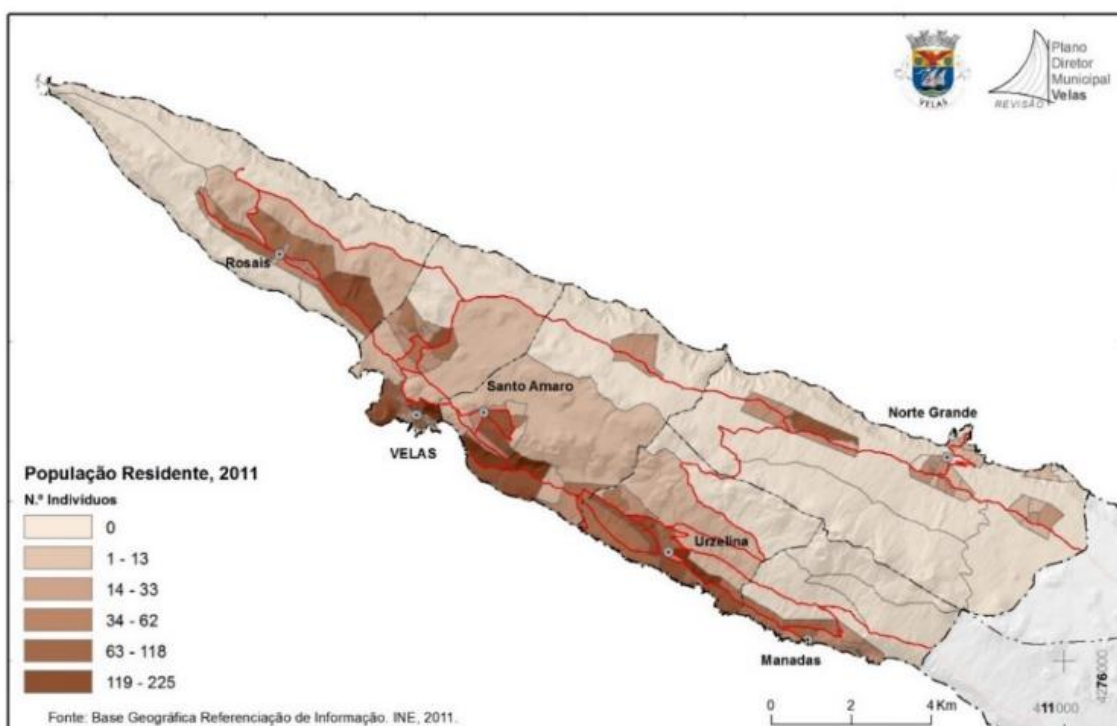 Plano
Diretor
Municipal
Velas
REVISÃO
VELAS
Rosais
Santo Amaro
VELAS
Norte Grande
Urzelina
Manadas
População Residente, 2011
N.º Indivíduos
0
1 - 13
14 - 33
34 - 62
63 - 118
119 - 225
0 2 4 Km
411000
4276000
Fonte: Base Geográfica Referenciação de Informação. INE, 2011.